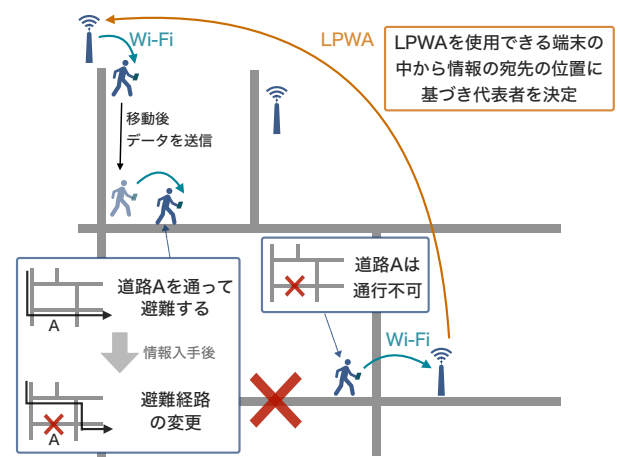 Wi-Fi
LPWA
LPWAを使用できる端末の
中から情報の宛先の位置に
基づき代表者を決定
移動後
データを送信
道路Aは
通行不可
道路Aを通って
避難する
A
情報入手後
Wi-Fi
避難経路
の変更
A